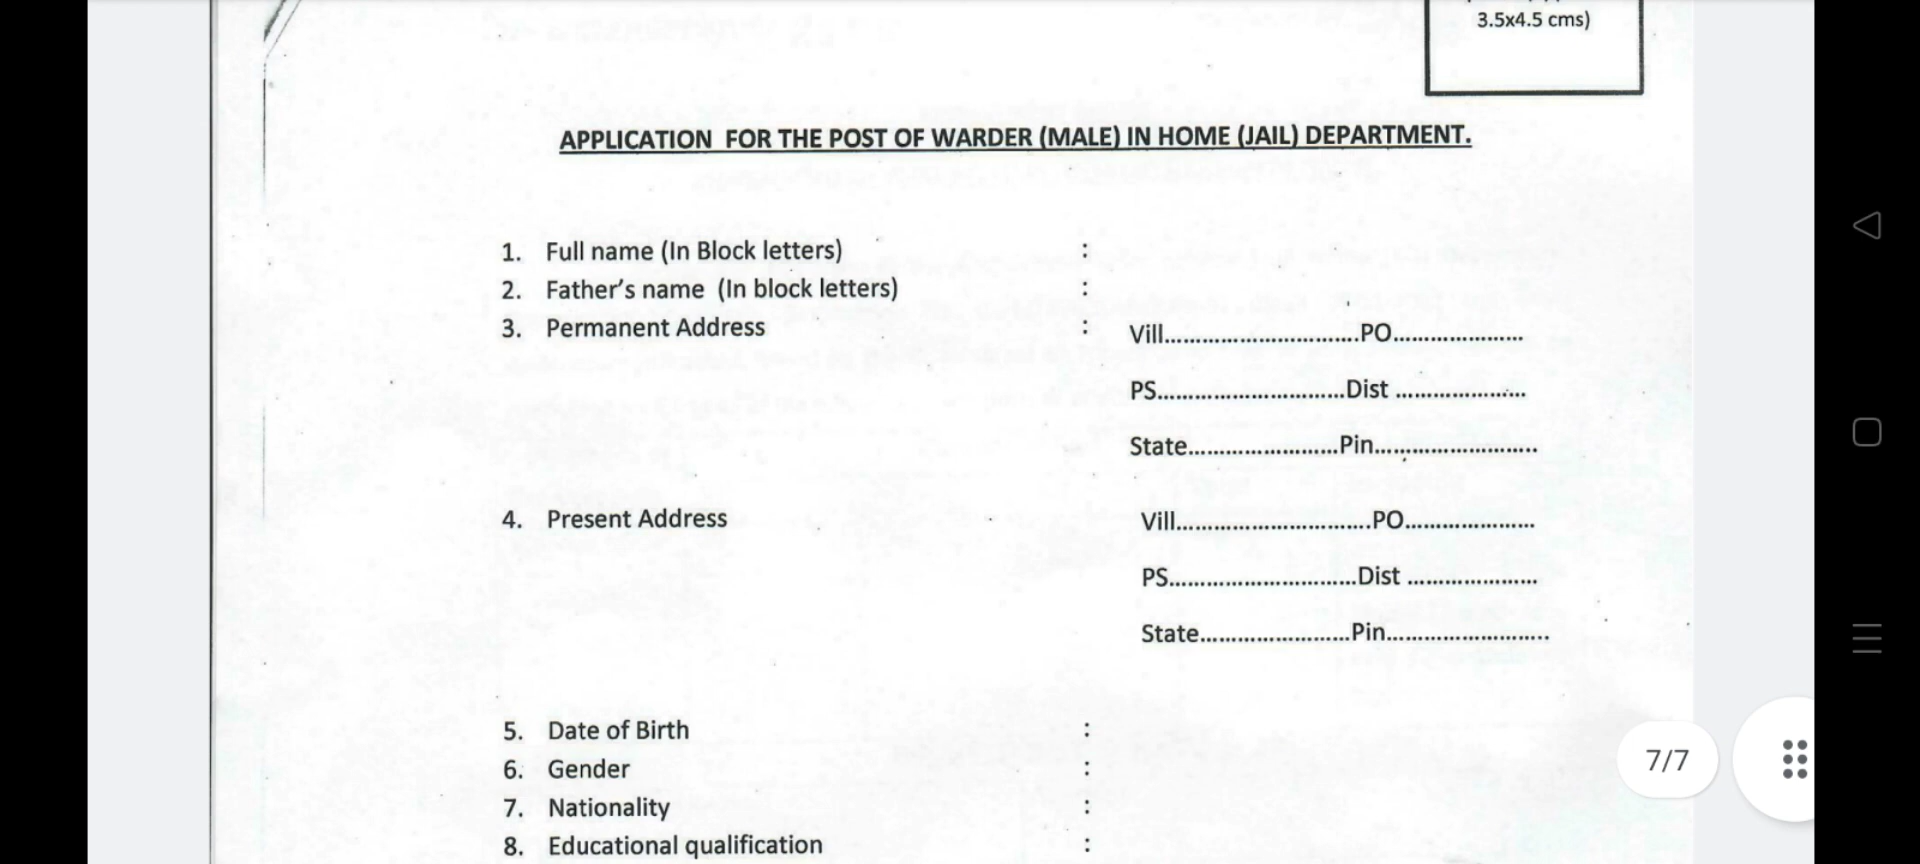 3.5x4.5 cms)
APPLICATION FOR THE POST OF WARDER (MALE) IN HOME (JAIL) DEPARTMENT.
1. Full name (In Block letters) :
2. Father's name (In block letters) :
3. Permanent Address : Vill...............................PO.....................
PS..............................Dist .....................
State........................Pin..........................
4. Present Address Vill...............................PO.....................
PS..............................Dist .....................
State........................Pin..........................
5. Date of Birth :
6. Gender :
7. Nationality :
8. Educational qualification :
7/7